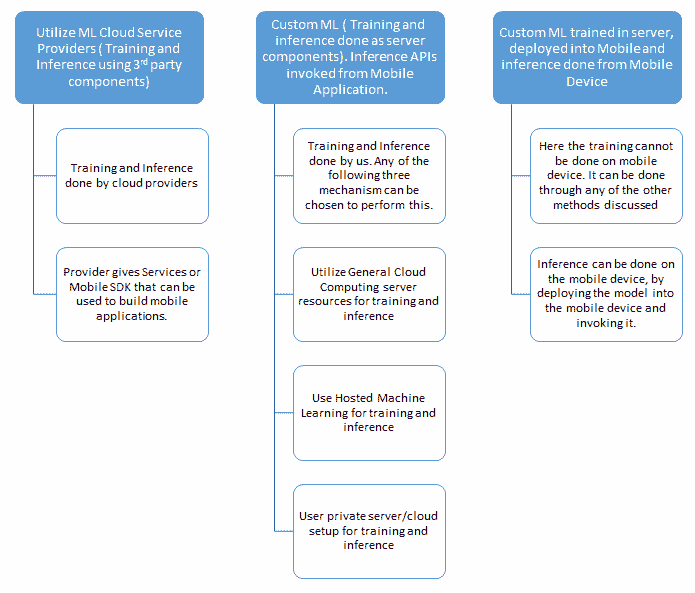 Utilize ML Cloud Service
Providers ( Training and
Inference using 3rd party
components)
Training and Inference
done by cloud providers
Provider gives Services or
Mobile SDK that can be
used to build mobile
applications.
Custom ML ( Training and
inference done as server
components). Inference APIs
invoked from Mobile
Application.
Training and Inference
done by us. Any of the
following three
mechanism can be
chosen to perform this.
Utilize General Cloud
Computing server
resources for training and
inference
Use Hosted Machine
Learning for training and
inference
User private server/cloud
setup for training and
inference
Custom ML trained in server,
deployed into Mobile and
inference done from Mobile
Device
Here the training cannot
be done on mobile
device. It can be done
through any of the other
methods discussed
Inference can be done on
the mobile device, by
deploying the model into
the mobile device and
invoking it.